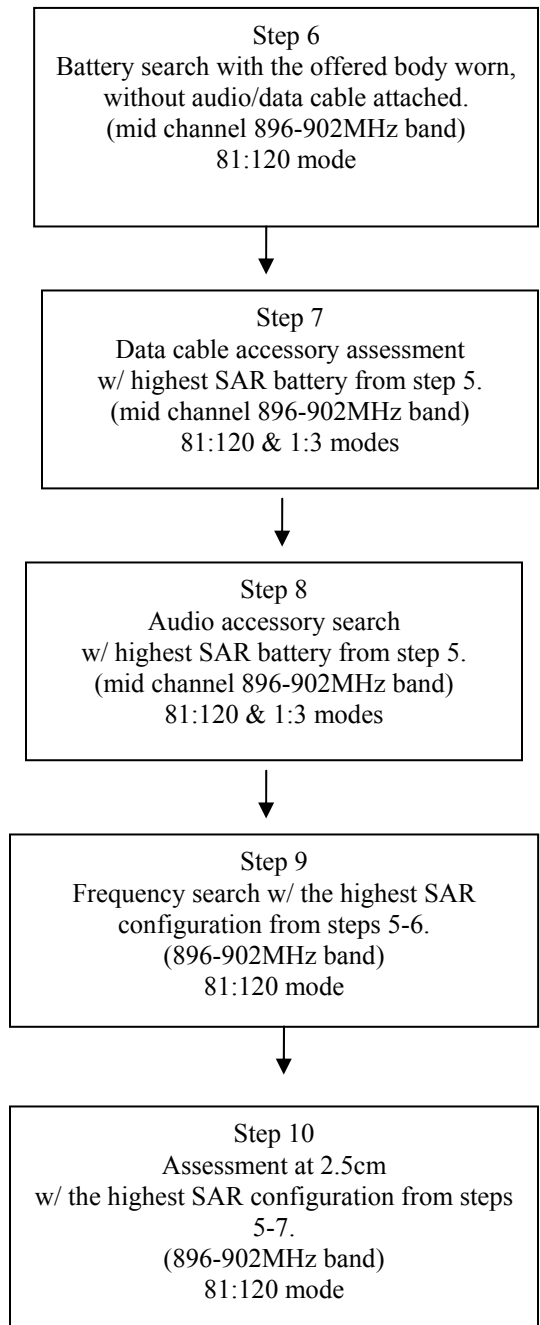 Step 6
Battery search with the offered body worn,
without audio/data cable attached.
(mid channel 896-902MHz band)
81:120 mode
Step 7
Data cable accessory assessment
w/ highest SAR battery from step 5.
(mid channel 896-902MHz band)
81:120 & 1:3 modes
Step 8
Audio accessory search
w/ highest SAR battery from step 5.
(mid channel 896-902MHz band)
81:120 & 1:3 modes
Step 9
Frequency search w/ the highest SAR
configuration from steps 5-6.
(896-902MHz band)
81:120 mode
Step 10
Assessment at 2.5cm
w/ the highest SAR configuration from steps
5-7.
(896-902MHz band)
81:120 mode